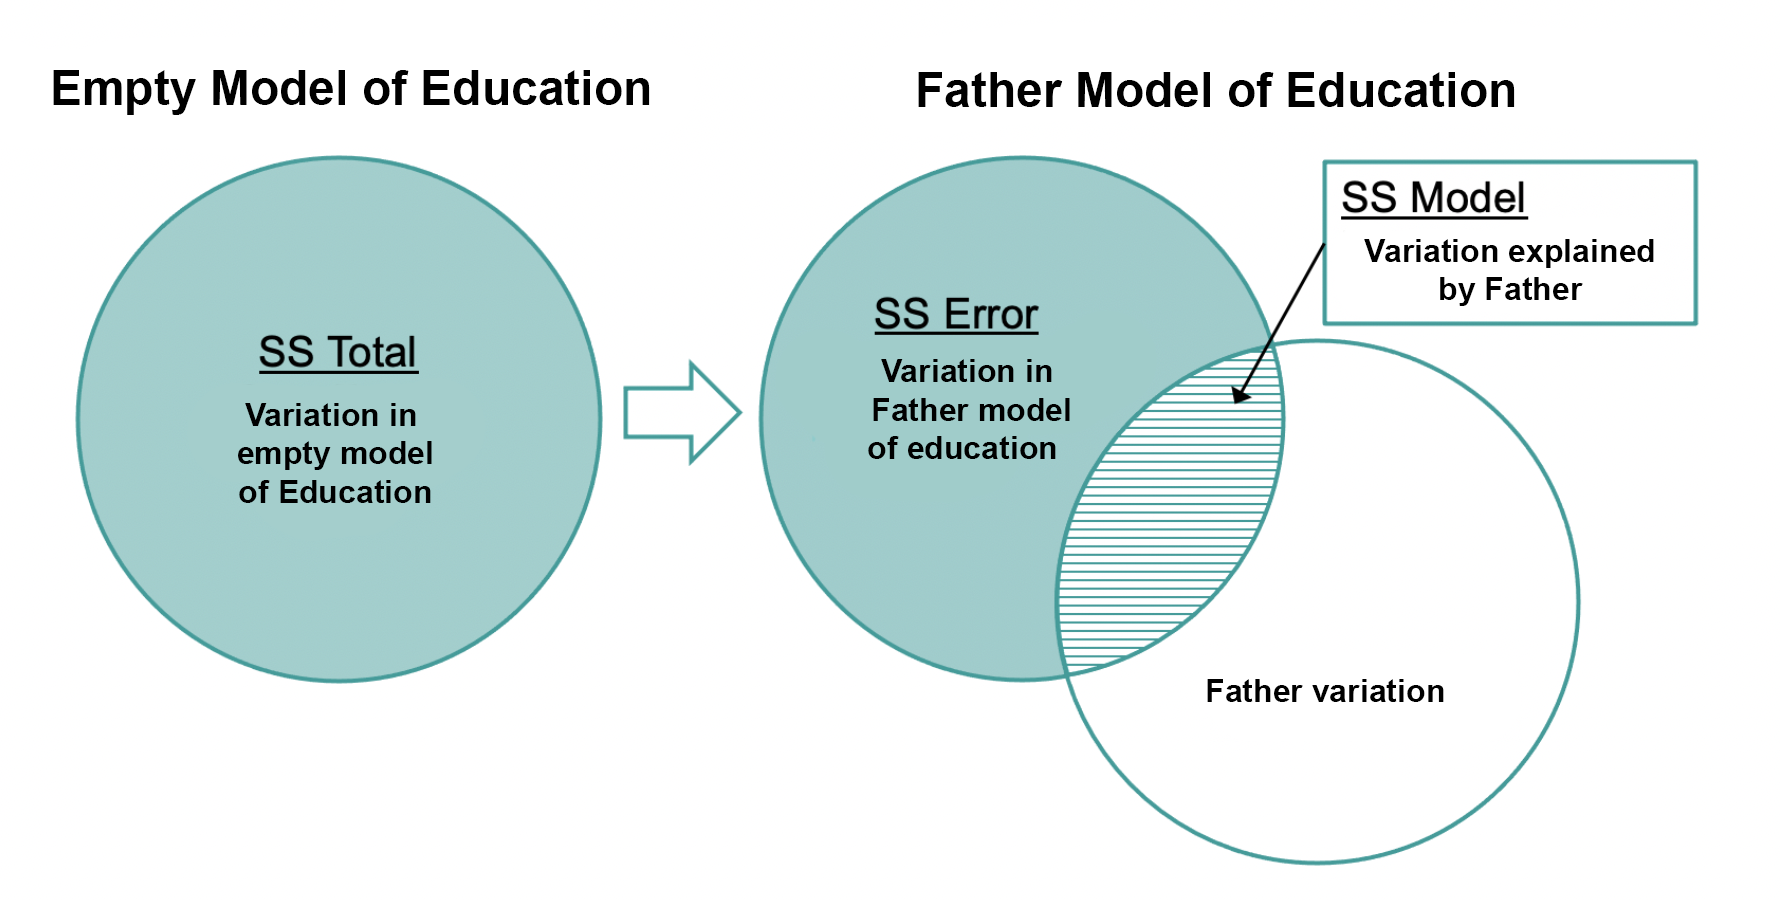 Empty Model of Education
SS Total
Variation in
empty model
of Education
Father Model of Education
SS Error
Variation in
Father model
of education
SS Model
Variation explained
by Father
Father variation